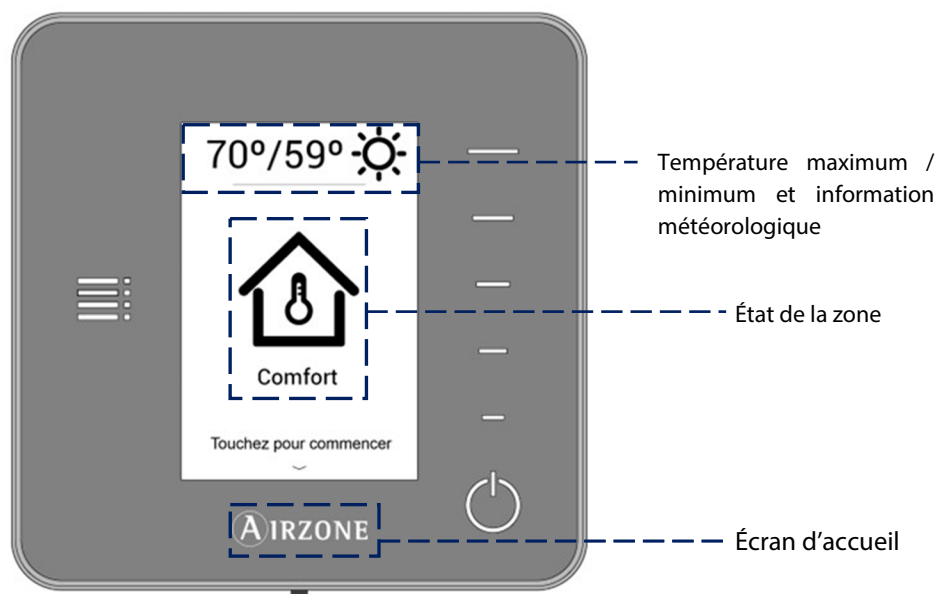 70º/59º
Température maximum /
minimum et information
météorologique
État de la zone
Comfort
Touchez pour commencer
AIRZONE
Écran d’accueil